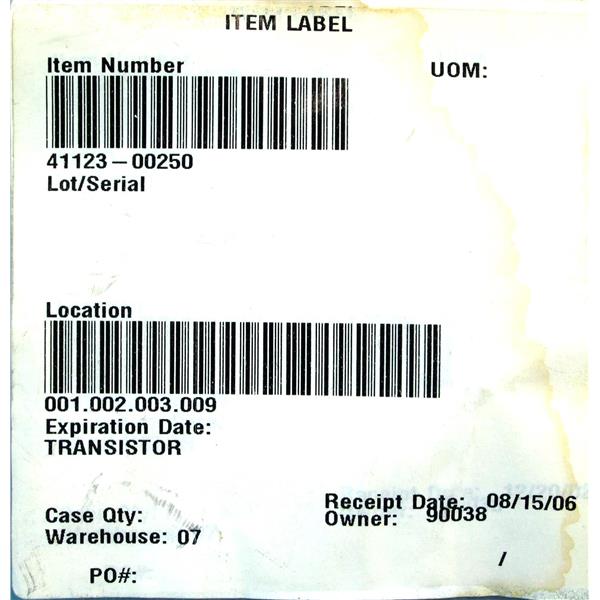 ITEM LABEL
Item Number
UOM:
41123-00250
Lot/Serial
Location
001.002.003.009
Expiration Date:
TRANSISTOR
Receipt Date: 08/15/06
Case Qty:
Owner: 90038
Warehouse: 07
/
PO#: